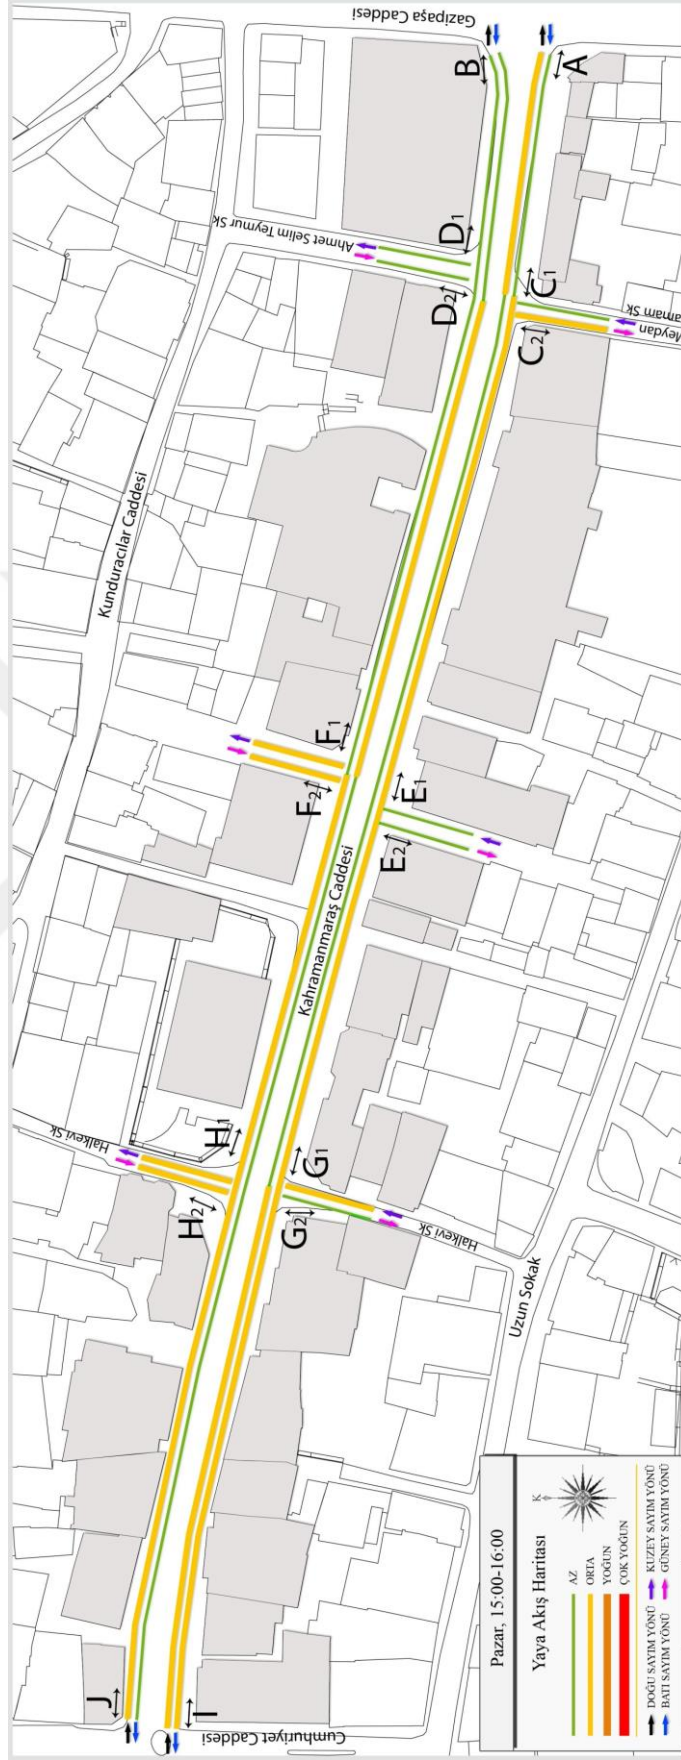 Gazipaşa Caddesi
B
A
Ahmet Selim Teymur Sk
D1
D2
C1
C2
Meydan
amam Sk
Kunduracılar Caddesi
F1
F2
E1
E2
Kahramanmaraş Caddesi
Halkevi Sk
H1
H2
G1
G2
Halkevi Sk
Uzun Sokak
J
I
Cumhuriyet Caddesi
Pazar, 15:00-16:00
Yaya Akış Haritası
K
AZ
ORTA
YOĞUN
ÇOK YOĞUN
DOĞU SAYIM YÖNÜ
KUZEY SAYIM YÖNÜ
BATI SAYIM YÖNÜ
GÜNEY SAYIM YÖNÜ